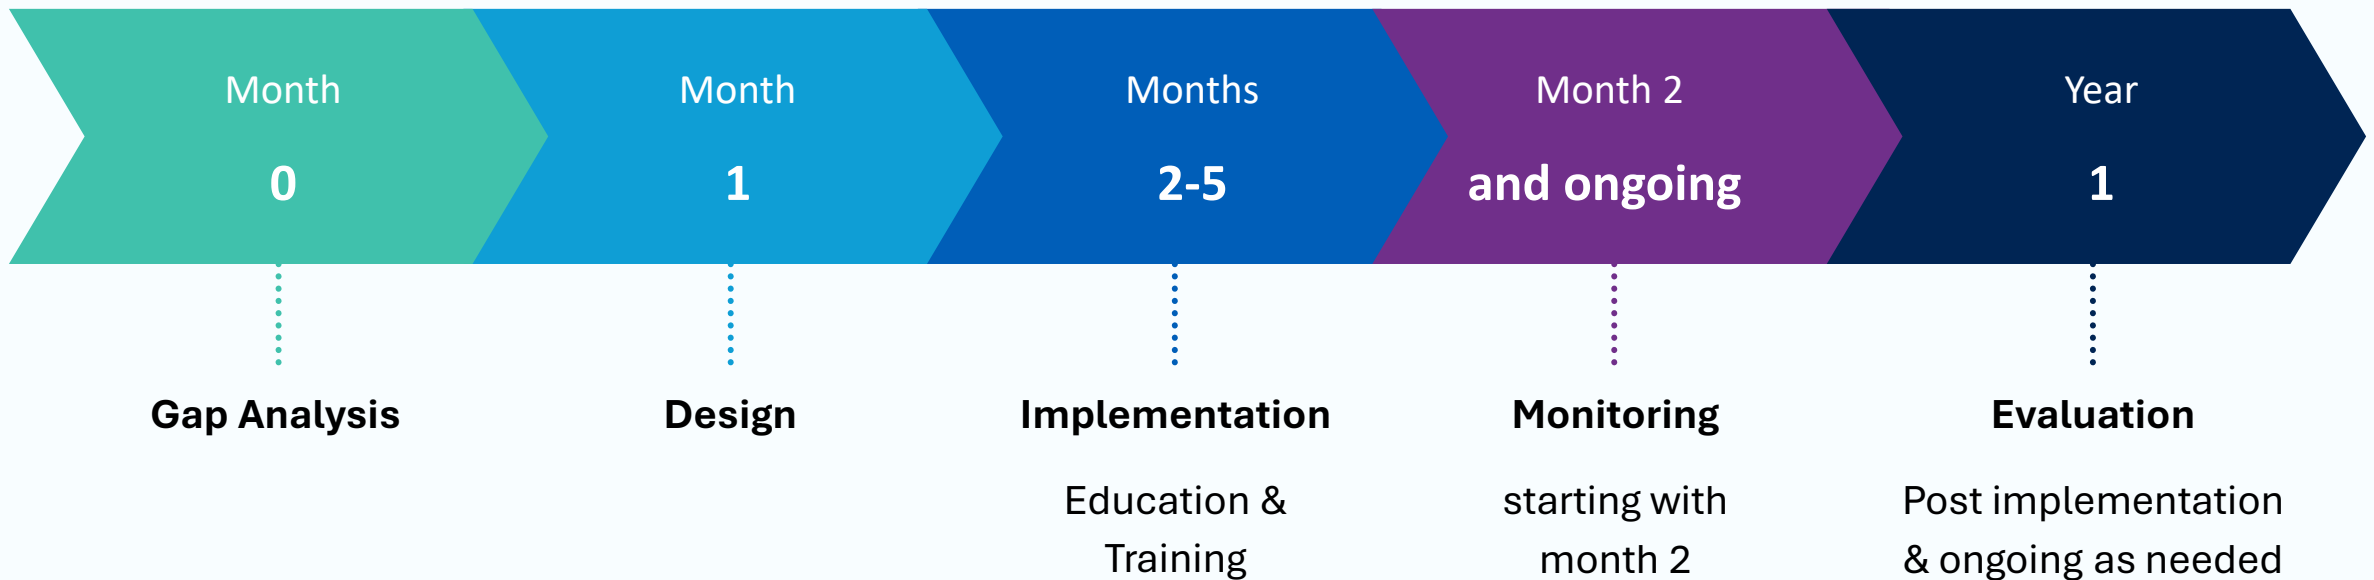 Month
0
Month
1
Months
2-5
Month 2
and ongoing
Year
1
Gap Analysis
Design
Implementation
Education &
Training
Monitoring
starting with
month 2
Evaluation
Post implementation
& ongoing as needed